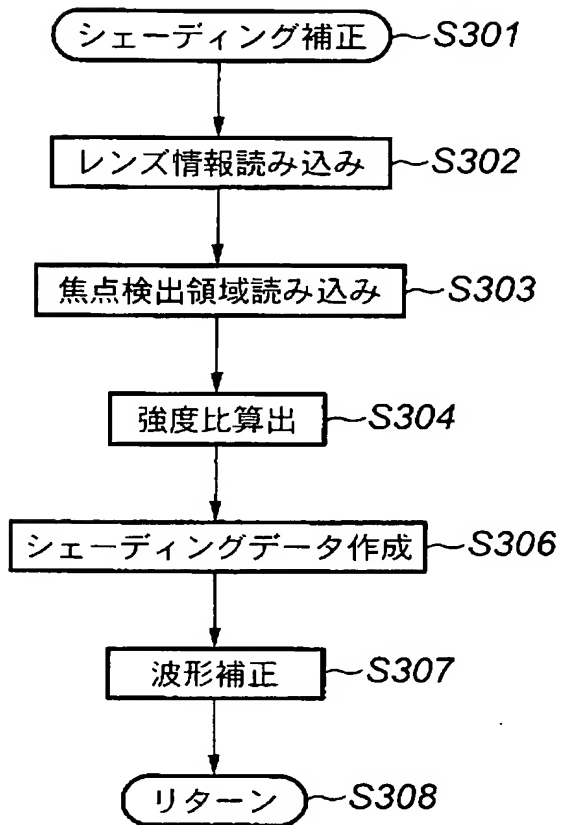 シェーディング補正 S301
レンズ情報読み込み S302
焦点検出領域読み込み S303
強度比算出 S304
シェーディングデータ作成 S306
波形補正 S307
リターン S308